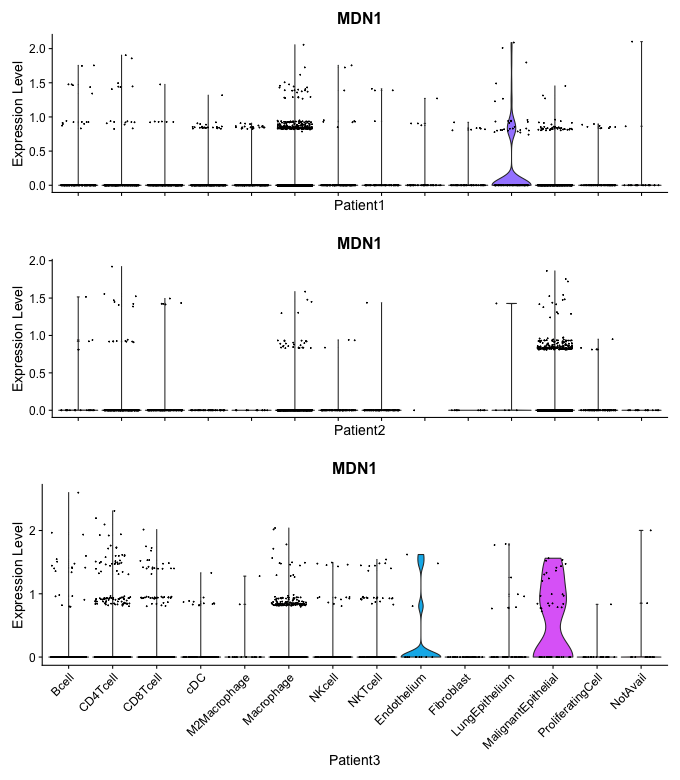 MDN1
Expression Level
2.0
1.5
1.0
0.5
0.0
Patient1
MDN1
Expression Level
2.0
1.5
1.0
0.5
0.0
Patient2
MDN1
Expression Level
2
1
0
Bcell
CD4Tcell
CD8Tcell
cDC
M2Macrophage
Macrophage
NKcell
NKTcell
Endothelium
Fibroblast
LungEpithelium
MalignantEpithelial
ProliferatingCell
NotAvail
Patient3